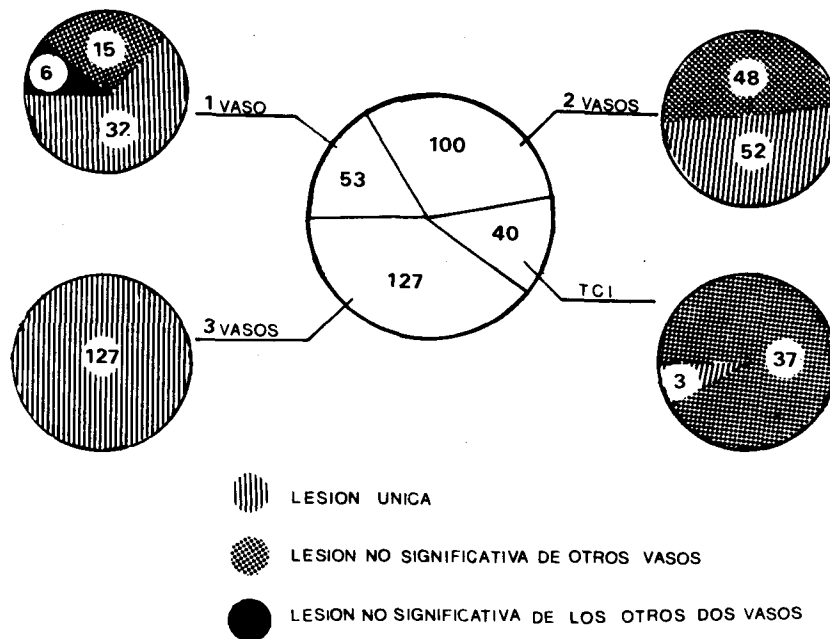 15
6
32
1 VASO
2 VASOS
48
52
100
53
40
127
TCI
3 VASOS
127
37
3
LESION UNICA
LESION NO SIGNIFICATIVA DE OTROS VASOS
LESION NO SIGNIFICATIVA DE LOS OTROS DOS VASOS